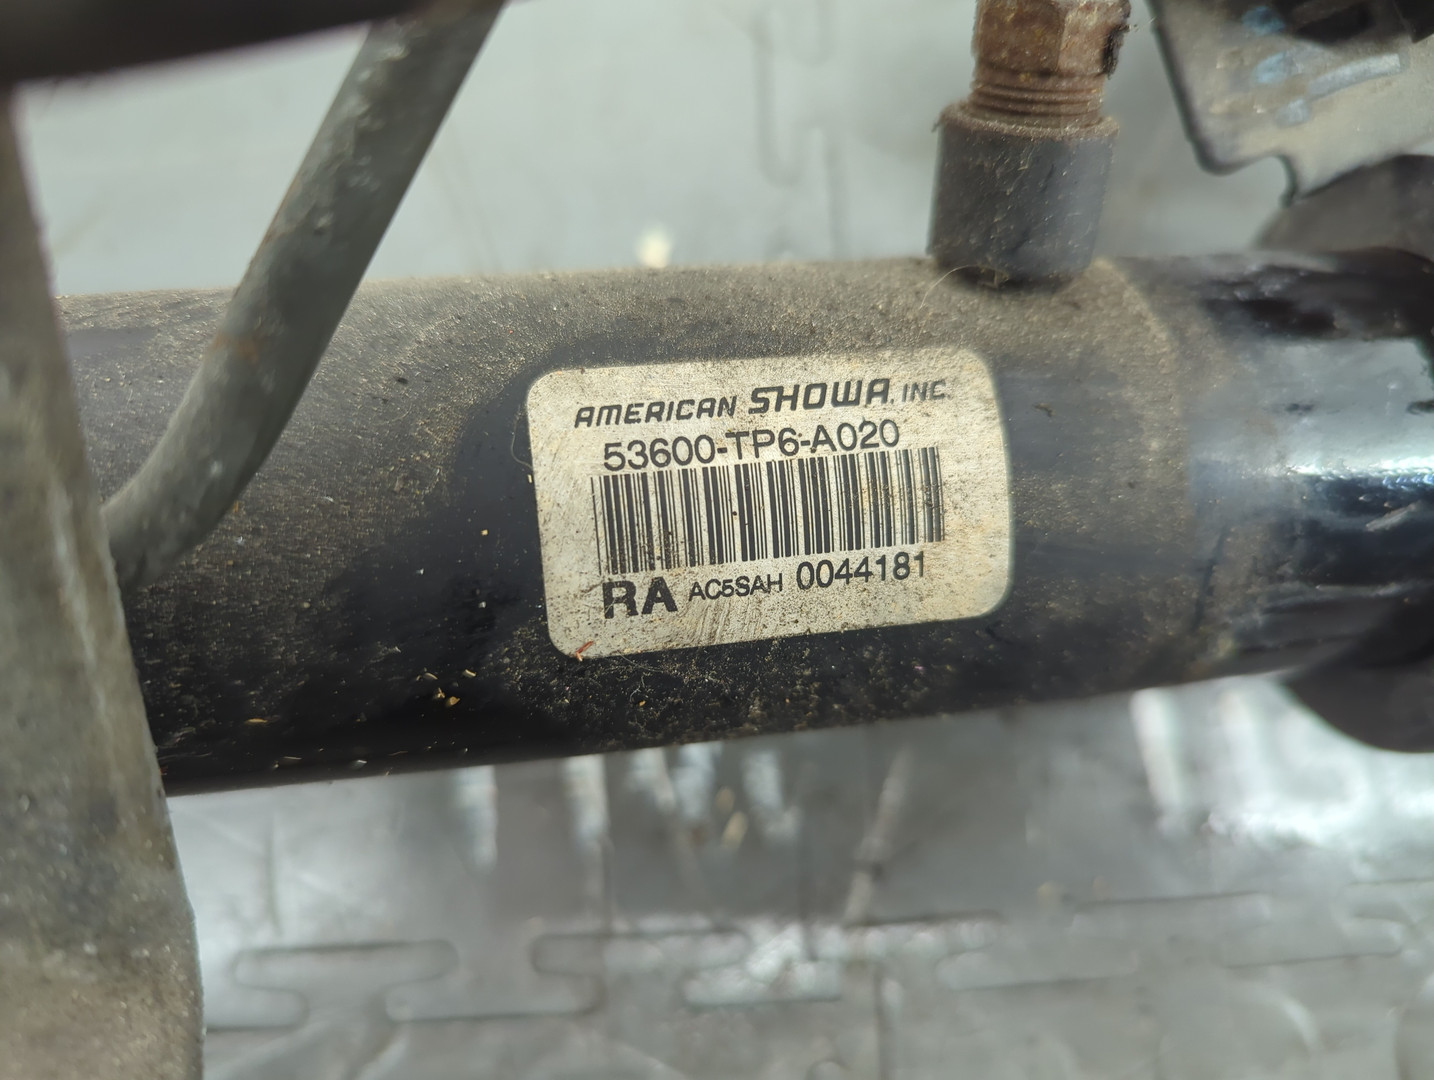 AMERICAN SHOWA, INC.
53600-TP6-A020
RA AC5SAH 0044181